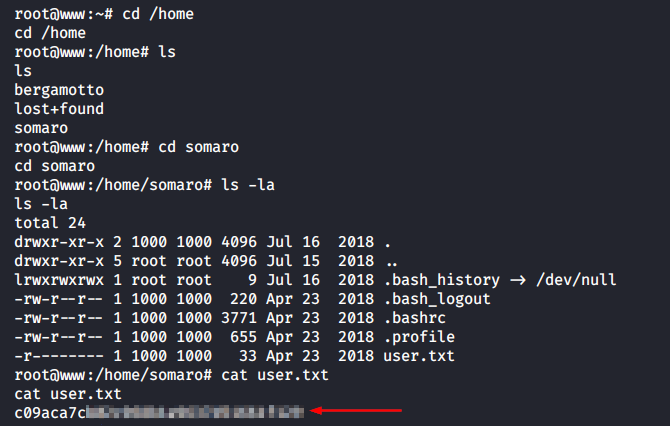 root@www:~# cd /home
cd /home
root@www:/home# ls
ls
bergamotto
lost+found
somaro
root@www:/home# cd somaro
cd somaro
root@www:/home/somaro# ls -la
ls -la
total 24
drwxr-xr-x 2 1000 1000 4096 Jul 16  2018 .
drwxr-xr-x 5 root root 4096 Jul 15  2018 ..
lrwxrwxrwx 1 root root    9 Jul 16  2018 .bash_history → /dev/null
-rw-r--r-- 1 1000 1000  220 Apr 23  2018 .bash_logout
-rw-r--r-- 1 1000 1000 3771 Apr 23  2018 .bashrc
-rw-r--r-- 1 1000 1000  655 Apr 23  2018 .profile
-r-------- 1 1000 1000   33 Apr 23  2018 user.txt
root@www:/home/somaro# cat user.txt
cat user.txt
c09aca7c